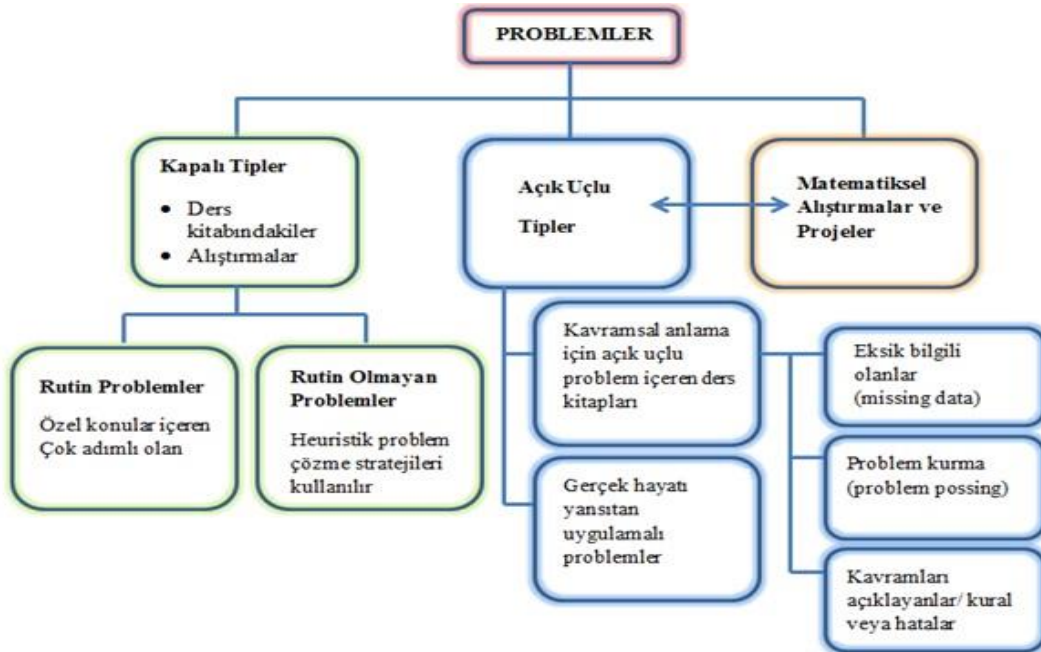 PROBLEMLER
Kapalı Tipler
• Ders
kitabındakiler
• Alıştırmalar
Açık Uçlu
Tipler
Matematiksel
Alıştırmalar ve
Projeler
Rutin Problemler
Özel konular içeren
Çok adımlı olan
Rutin Olmayan
Problemler
Heuristik problem
çözme stratejileri
kullanılır
Kavramsal anlama
için açık uçlu
problem içeren ders
kitapları
Gerçek hayatı
yansıtan
uygulamalı
problemler
Eksik bilgili
olanlar
(missing data)
Problem kurma
(problem possing)
Kavramları
açıklayanlar/ kural
veya hatalar